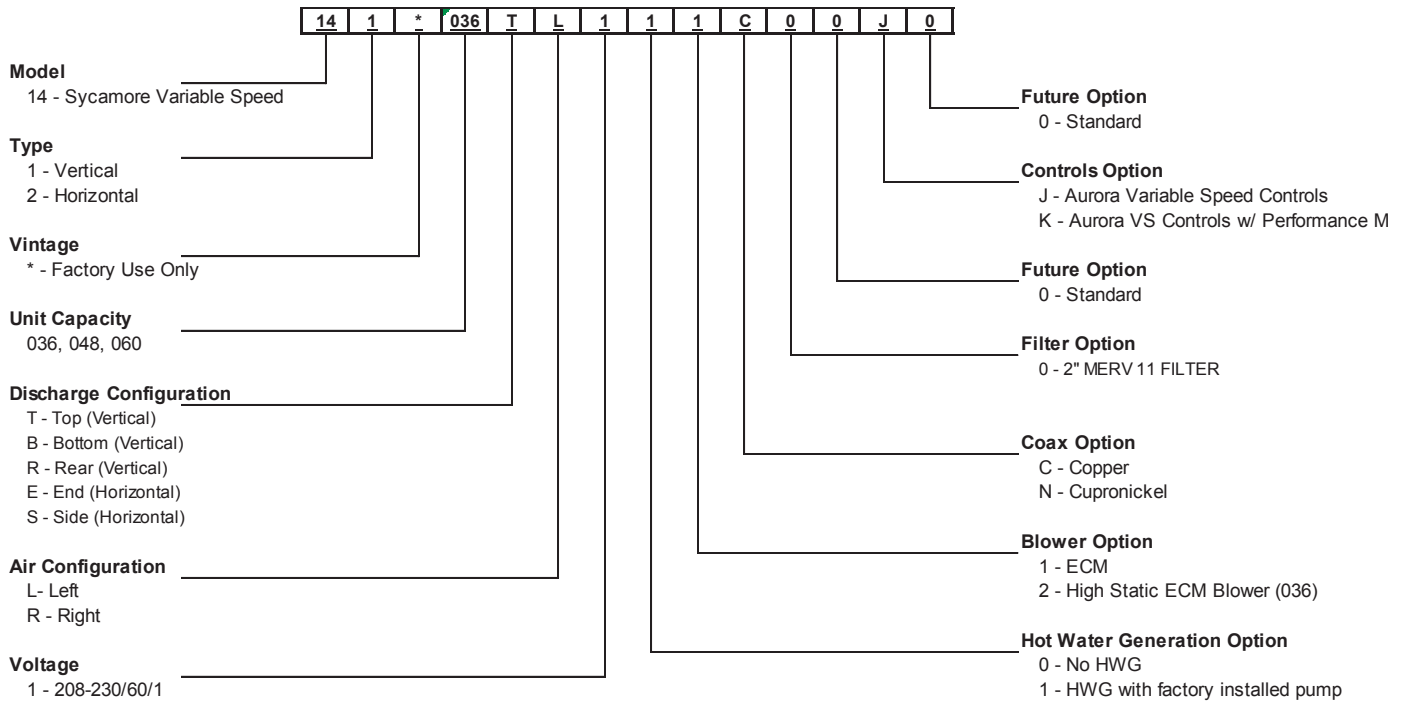 14 1 * 036 T L 1 1 1 C 0 0 J 0
Model
14 - Sycamore Variable Speed
Type
1 - Vertical
2 - Horizontal
Vintage
* - Factory Use Only
Unit Capacity
036, 048, 060
Discharge Configuration
T - Top (Vertical)
B - Bottom (Vertical)
R - Rear (Vertical)
E - End (Horizontal)
S - Side (Horizontal)
Air Configuration
L- Left
R - Right
Voltage
1 - 208-230/60/1
Future Option
0 - Standard
Controls Option
J - Aurora Variable Speed Controls
K - Aurora VS Controls w/ Performance M
Future Option
0 - Standard
Filter Option
0 - 2" MERV 11 FILTER
Coax Option
C - Copper
N - Cupronickel
Blower Option
1 - ECM
2 - High Static ECM Blower (036)
Hot Water Generation Option
0 - No HWG
1 - HWG with factory installed pump